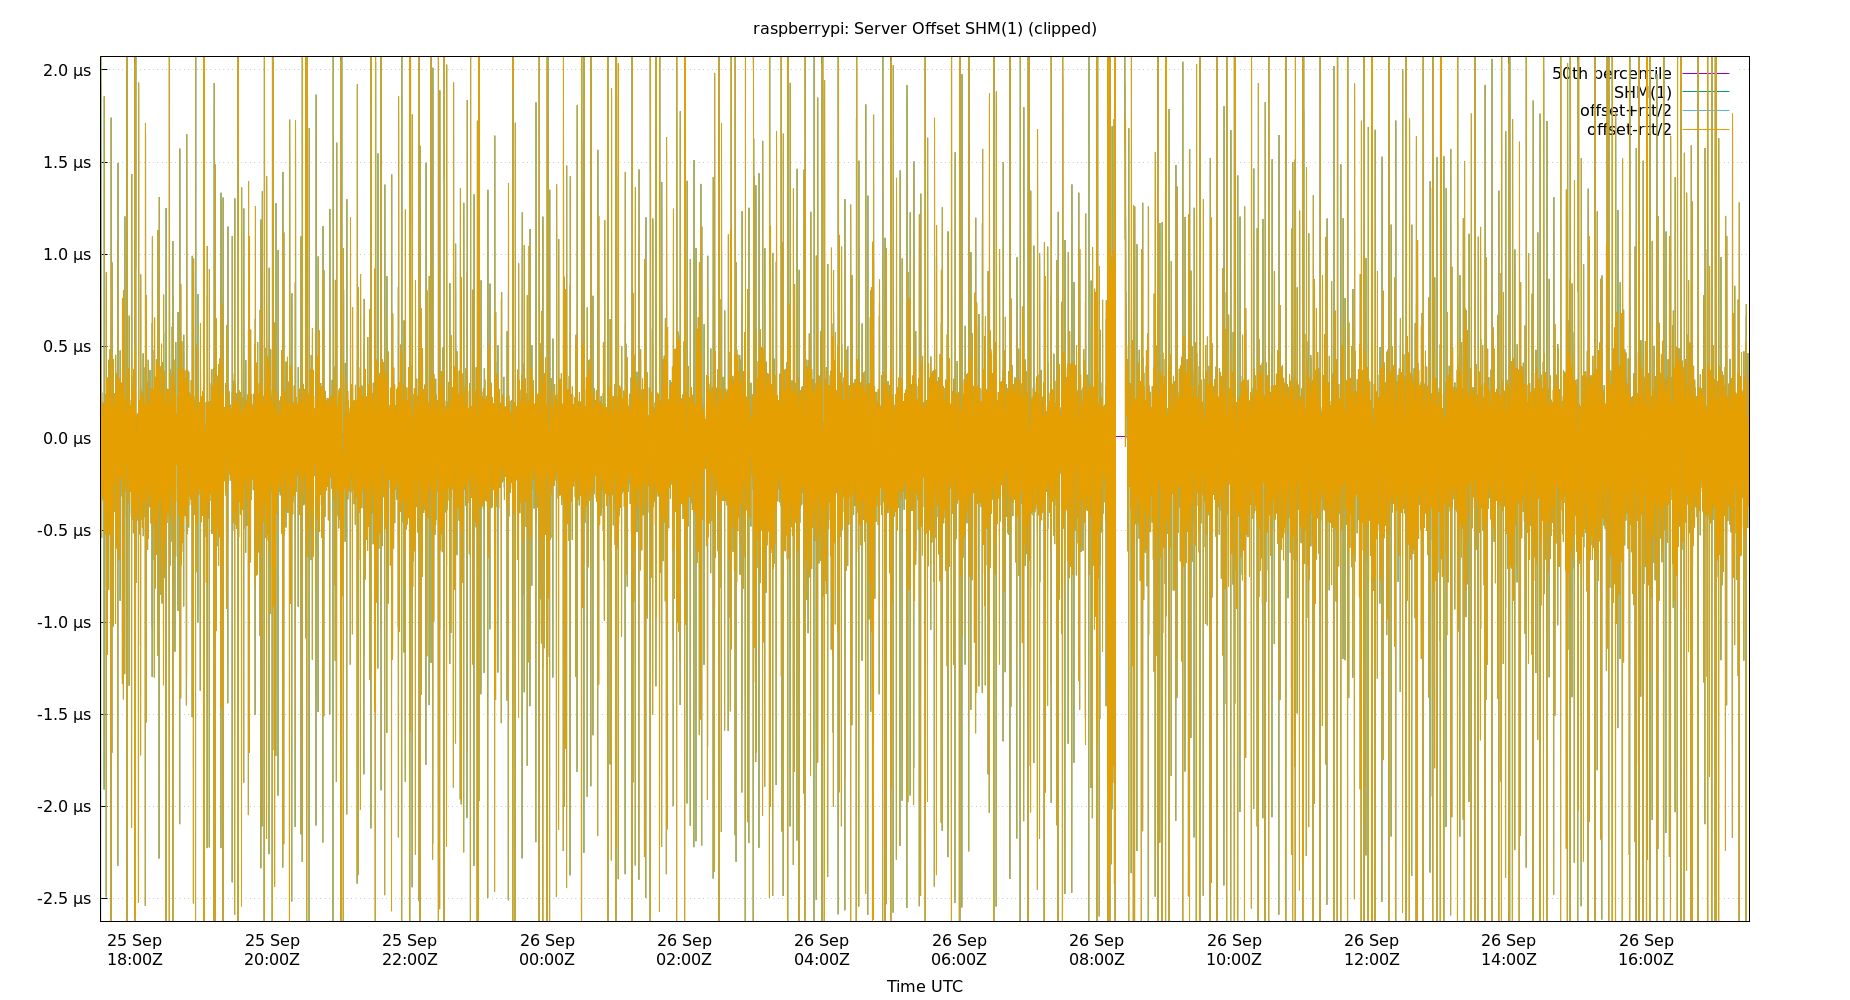 raspberrypi: Server Offset SHM(1) (clipped)
2.0 µs
1.5 µs
1.0 µs
0.5 µs
0.0 µs
-0.5 µs
-1.0 µs
-1.5 µs
-2.0 µs
-2.5 µs
50th percentile
SHM(1)
offset+rtt/2
offset-rtt/2
25 Sep 25 Sep 25 Sep 26 Sep 26 Sep 26 Sep 26 Sep 26 Sep 26 Sep 26 Sep 26 Sep 26 Sep
18:00Z 20:00Z 22:00Z 00:00Z 02:00Z 04:00Z 06:00Z 08:00Z 10:00Z 12:00Z 14:00Z 16:00Z
Time UTC